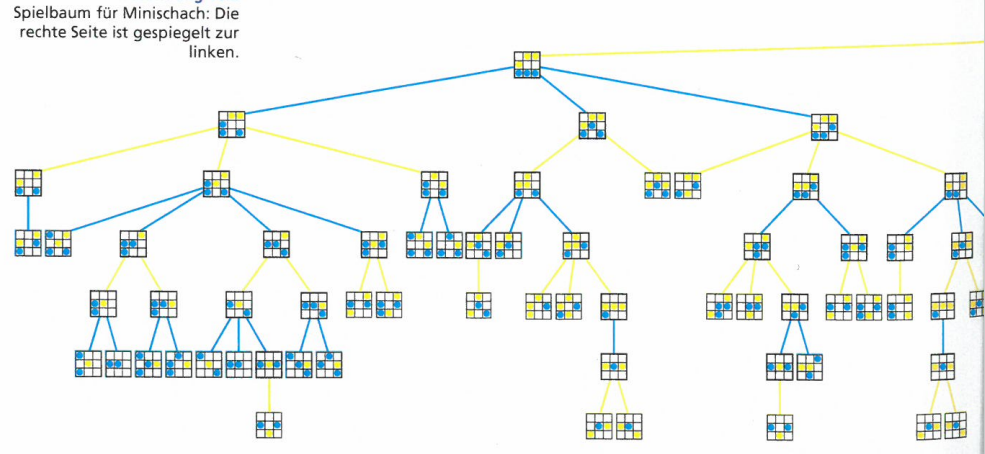 Spielbaum für Minischach: Die
rechte Seite ist gespiegelt zur
linken.